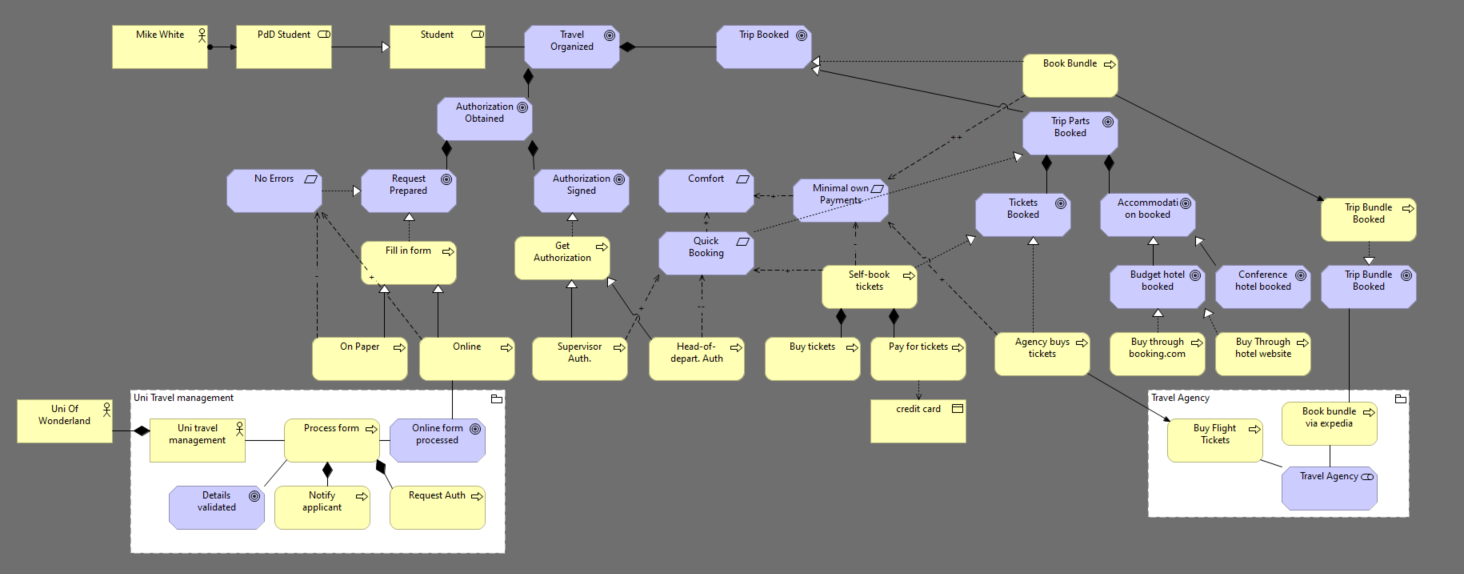 Mike White
PdD Student
Student
Travel
Organized
Trip Booked
Book Bundle
Authorization
Obtained
Trip Parts
Booked
++
No Errors
Request
Prepared
Authorization
Signed
Comfort
+
Minimal own
Payments
Tickets
Booked
Accommodati
on booked
Trip Bundle
Booked
Fill in form
Get
Authorization
+
Quick
Booking
-
+
Self-book
tickets
+
Budget hotel
booked
Conference
hotel booked
Trip Bundle
Booked
-
+
+
--
On Paper
Online
Supervisor
Auth.
Head-of-
depart. Auth
Buy tickets
Pay for tickets
Agency buys
tickets
Buy through
booking.com
Buy Through
hotel website
Uni Travel management
Travel Agency
Uni Of
Wonderland
credit card
Book bundle
via expedia
Uni travel
management
Process form
Online form
processed
Buy Flight
Tickets
Travel Agency
Details
validated
Notify
applicant
Request Auth